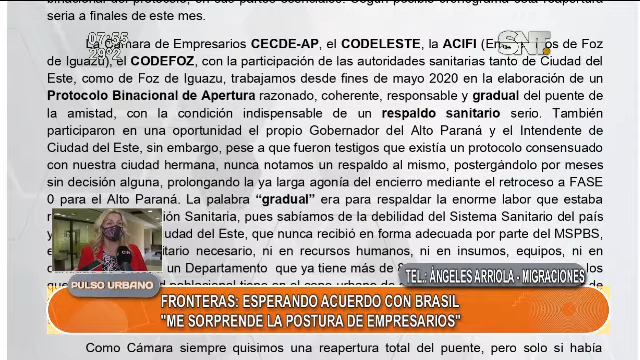 binacional del protocolo, en sus partes esenciales. Según posible cronograma esta reapertura
seria a finales de este mes.
07:55
29°2
SNT
La Cámara de Empresarios CECDE-AP, el CODELESTE, la ACIFI de Foz
de Iguazu), el CODEFOZ, con la participación de las autoridades sanitarias tanto de Ciudad del
Este, como de Foz de Iguazu, trabajamos desde fines de mayo 2020 en la elaboración de un
Protocolo Binacional de Apertura razonado, coherente, responsable y gradual del puente de
la amistad, con la condición indispensable de un respaldo sanitario serio. También
participaron en una oportunidad el propio Gobernador del Alto Paraná y el Intendente de
Ciudad del Este, sin embargo, pese a que fueron testigos que existía un protocolo consensuado
con nuestra ciudad hermana, nunca notamos un respaldo al mismo, postergándolo por meses
sin decisión alguna, prolongando la ya larga agonía del encierro mediante el retroceso a FASE
0 para el Alto Paraná. La palabra “gradual” era para respaldar la enorme labor que estaba
Sanitaria, pues sabíamos de la debilidad del Sistema Sanitario del país
y Ciudad del Este, que nunca recibió en forma adecuada por parte del MSPBS,
necesario, ni en recursos humanos, ni en insumos, equipos, ni en
un Departamento que ya tiene más de
TEL: ÁNGELES ARRIOLA - MIGRACIONES
PULSO URBANO
FRONTERAS: ESPERANDO ACUERDO CON BRASIL
"ME SORPRENDE LA POSTURA DE EMPRESARIOS"
Como Cámara siempre quisimos una reapertura total del puente, pero solo si había